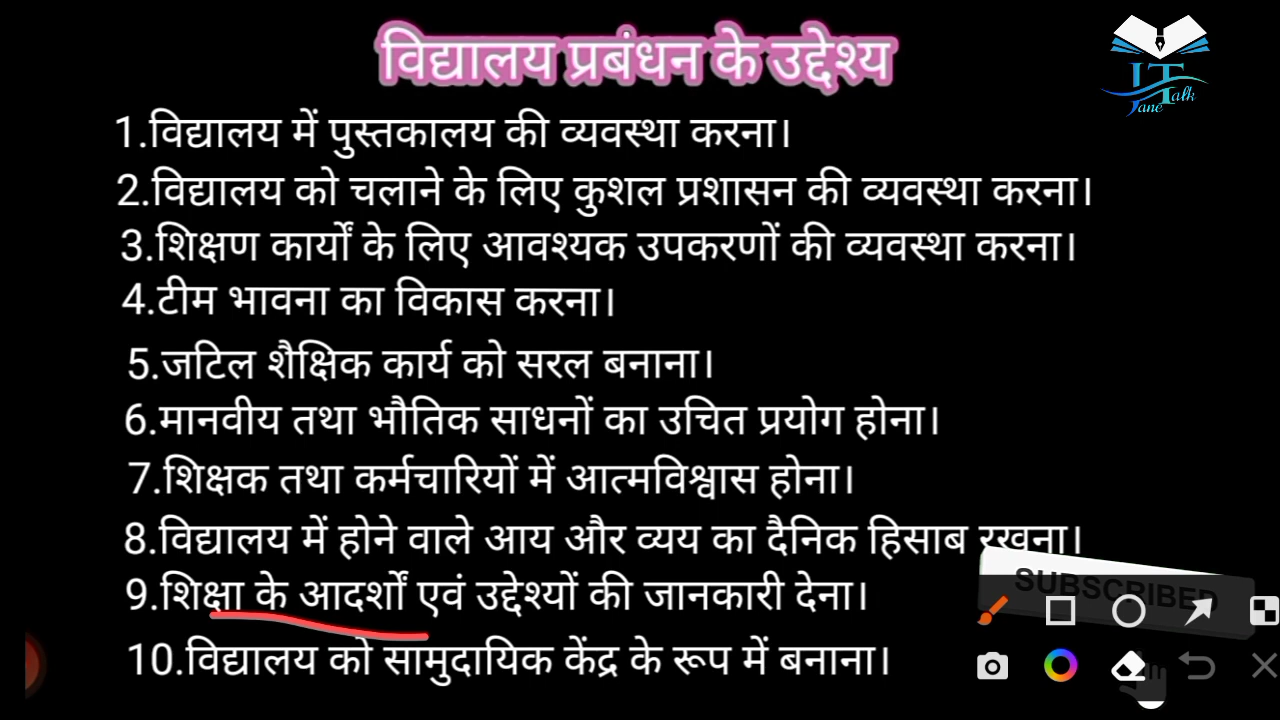 विद्यालय प्रबंधन के उद्देश्य
JT
Jane Talk
1.विद्यालय में पुस्तकालय की व्यवस्था करना।
2.विद्यालय को चलाने के लिए कुशल प्रशासन की व्यवस्था करना।
3.शिक्षण कार्यों के लिए आवश्यक उपकरणों की व्यवस्था करना।
4.टीम भावना का विकास करना।
5.जटिल शैक्षिक कार्य को सरल बनाना।
6.मानवीय तथा भौतिक साधनों का उचित प्रयोग होना।
7.शिक्षक तथा कर्मचारियों में आत्मविश्वास होना।
8.विद्यालय में होने वाले आय और व्यय का दैनिक हिसाब रखना।
9.शिक्षा के आदर्शों एवं उद्देश्यों की जानकारी देना।
SUBSCRIBED
10.विद्यालय को सामुदायिक केंद्र के रूप में बनाना।